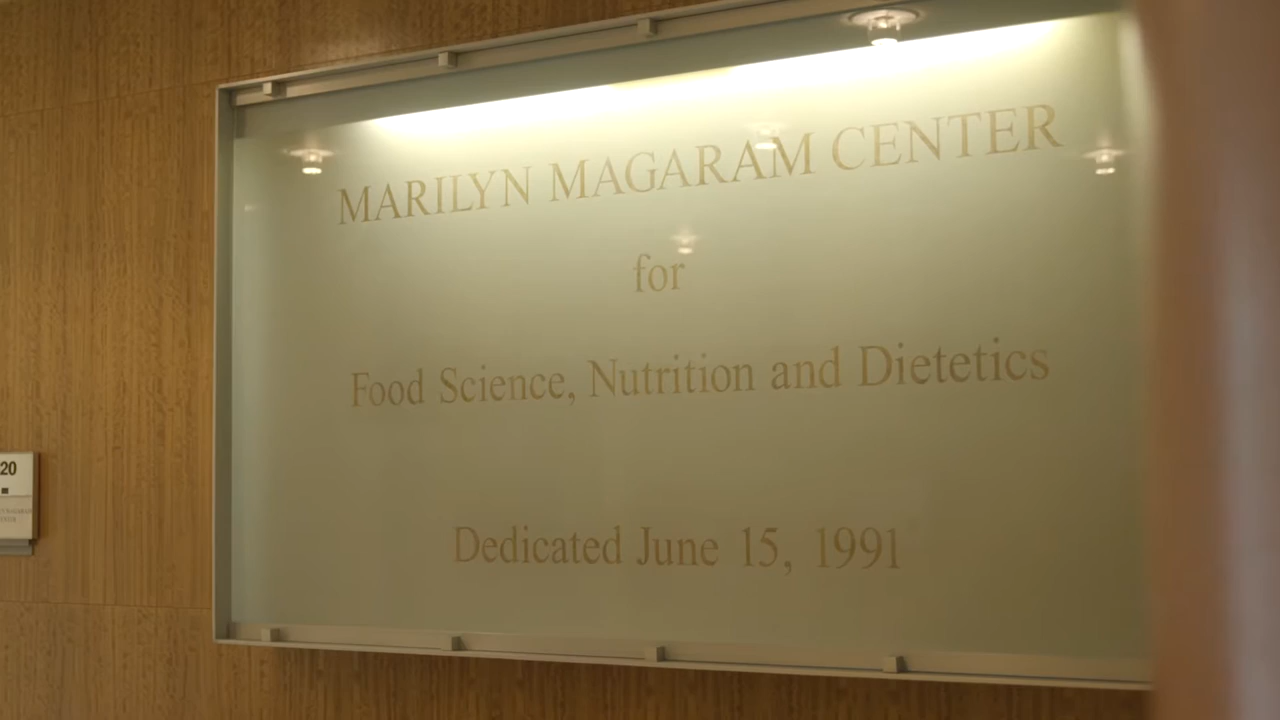 MARILYN MAGARAM CENTER
for
Food Science, Nutrition and Dietetics
Dedicated June 15, 1991
20